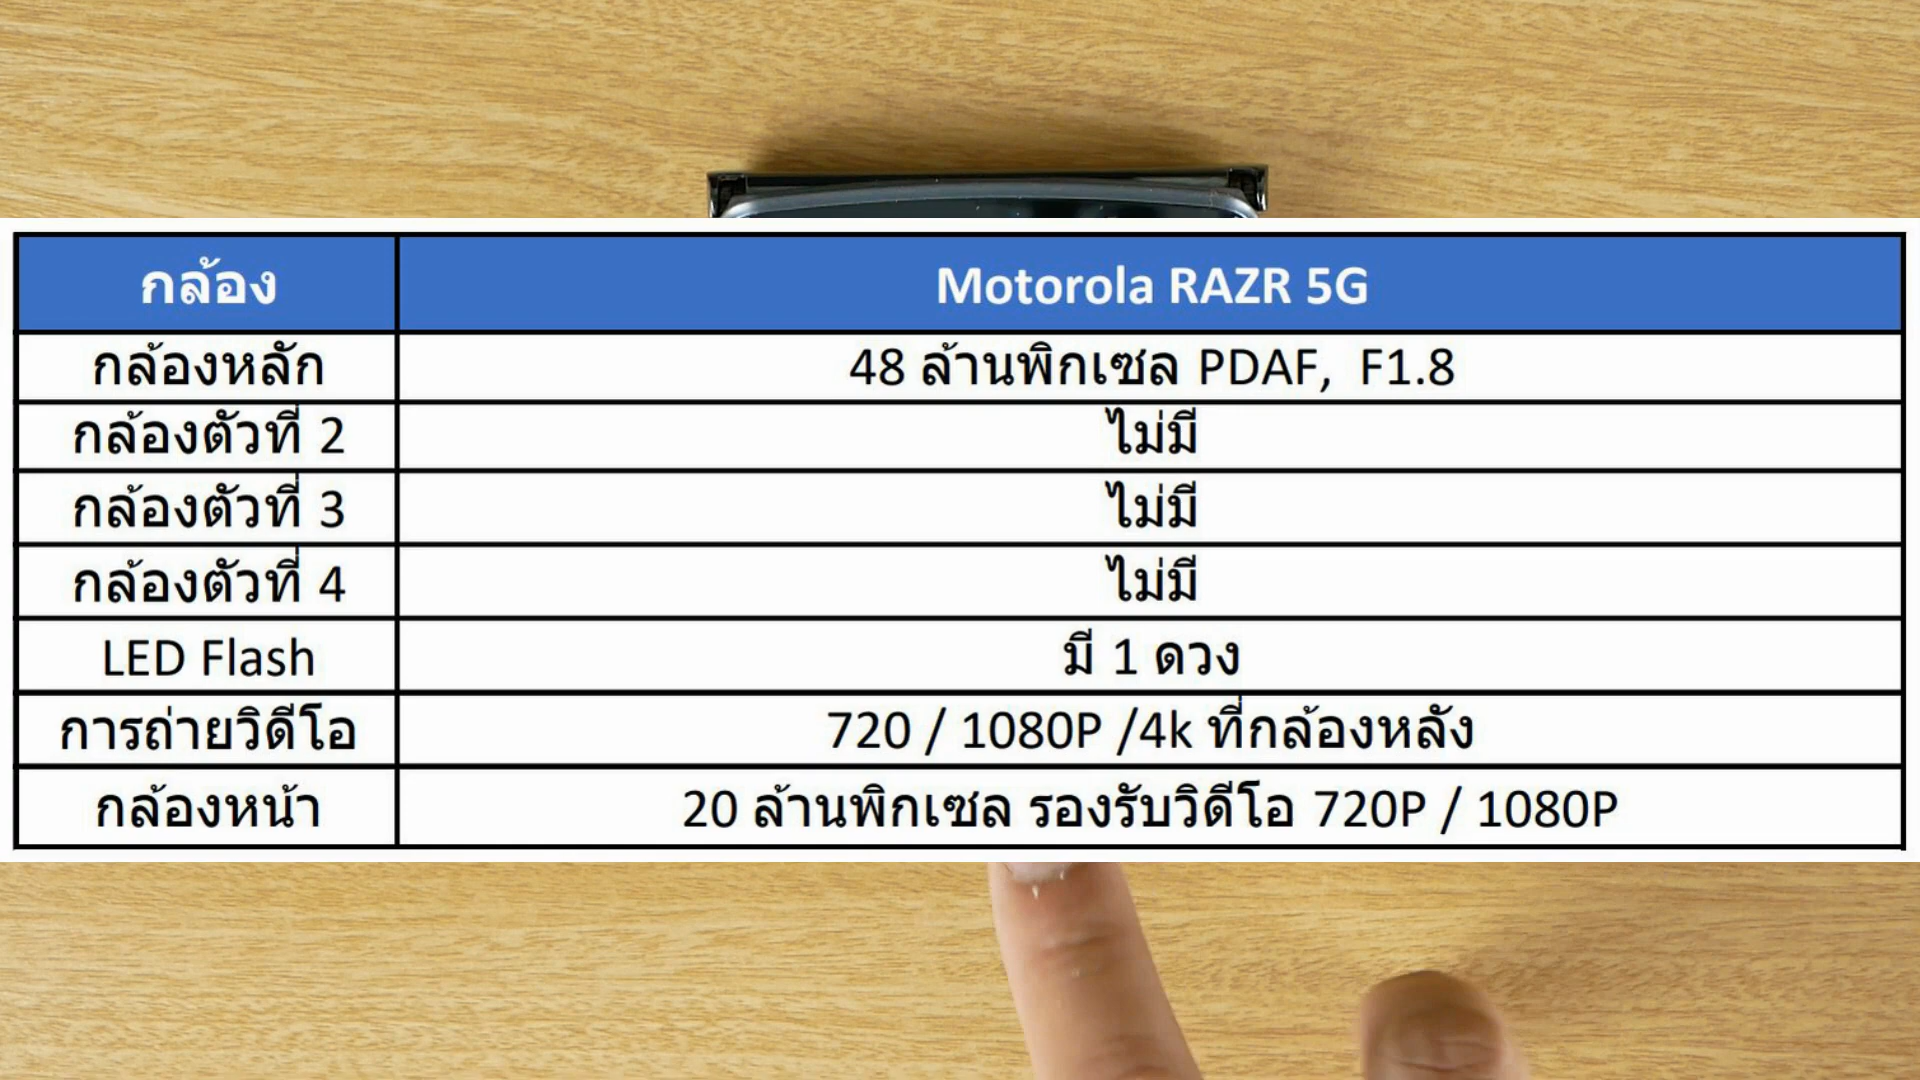 กล้อง Motorola RAZR 5G
กล้องหลัก 48 ล้านพิกเซล PDAF, F1.8
กล้องตัวที่ 2 ไม่มี
กล้องตัวที่ 3 ไม่มี
กล้องตัวที่ 4 ไม่มี
LED Flash มี 1 ดวง
การถ่ายวิดีโอ 720 / 1080P /4k ที่กล้องหลัง
กล้องหน้า 20 ล้านพิกเซล รองรับวิดีโอ 720P / 1080P